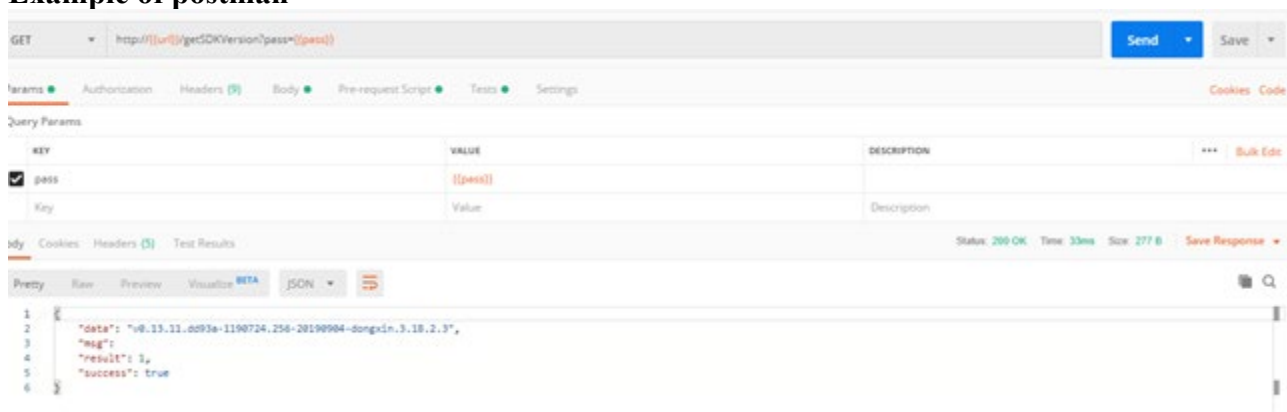 Example of postman
GET http://{{url}}/getSDKVersion?pass={{pass}} Send Save
Params Authorization Headers (9) Body Pre-request Script Tests Settings Cookies Code
Query Params
KEY VALUE DESCRIPTION ••• Bulk Edit
pass {{pass}}
Key Value Description
Body Cookies Headers (5) Test Results Status: 200 OK Time: 33ms Size: 277 B Save Response
Pretty Raw Preview Visualize BETA JSON
1 {
2 "data": "v0.13.11.dd93a-1190724.256-20190904-dongxin.3.18.2.3",
3 "msg":
4 "result": 1,
5 "success": true
6 }